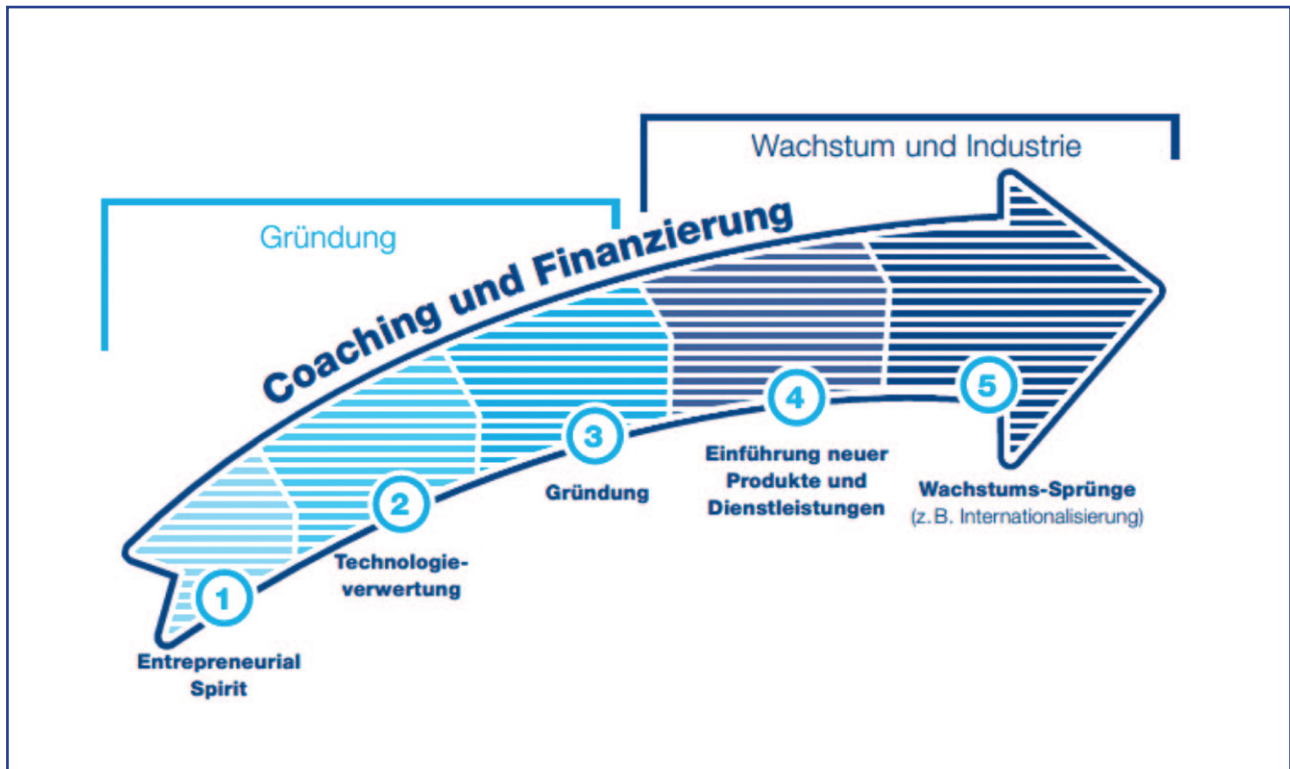 Wachstum und Industrie
Gründung
Coaching und Finanzierung
1
Entrepreneurial
Spirit
2
Technologie-
verwertung
3
Gründung
4
Einführung neuer
Produkte und
Dienstleistungen
5
Wachstums-Sprünge
(z. B. Internationalisierung)